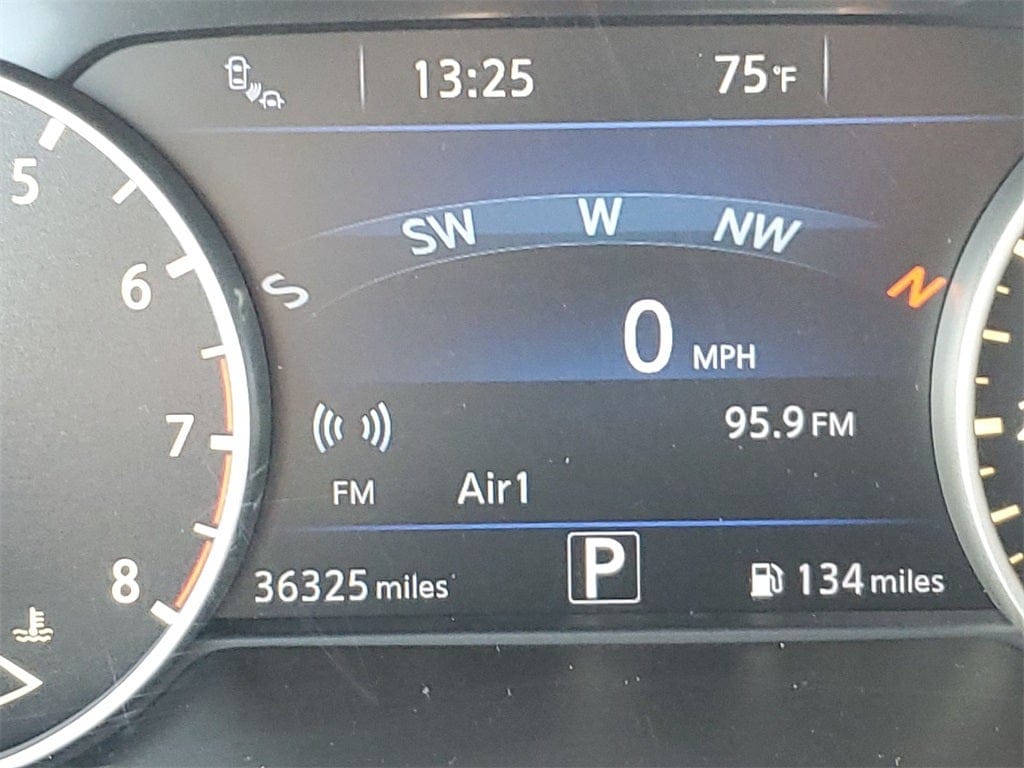 13:25 75°F
SW W NW
S N
0 MPH
95.9 FM
FM Air1
36325 miles P 134 miles
5
6
7
8